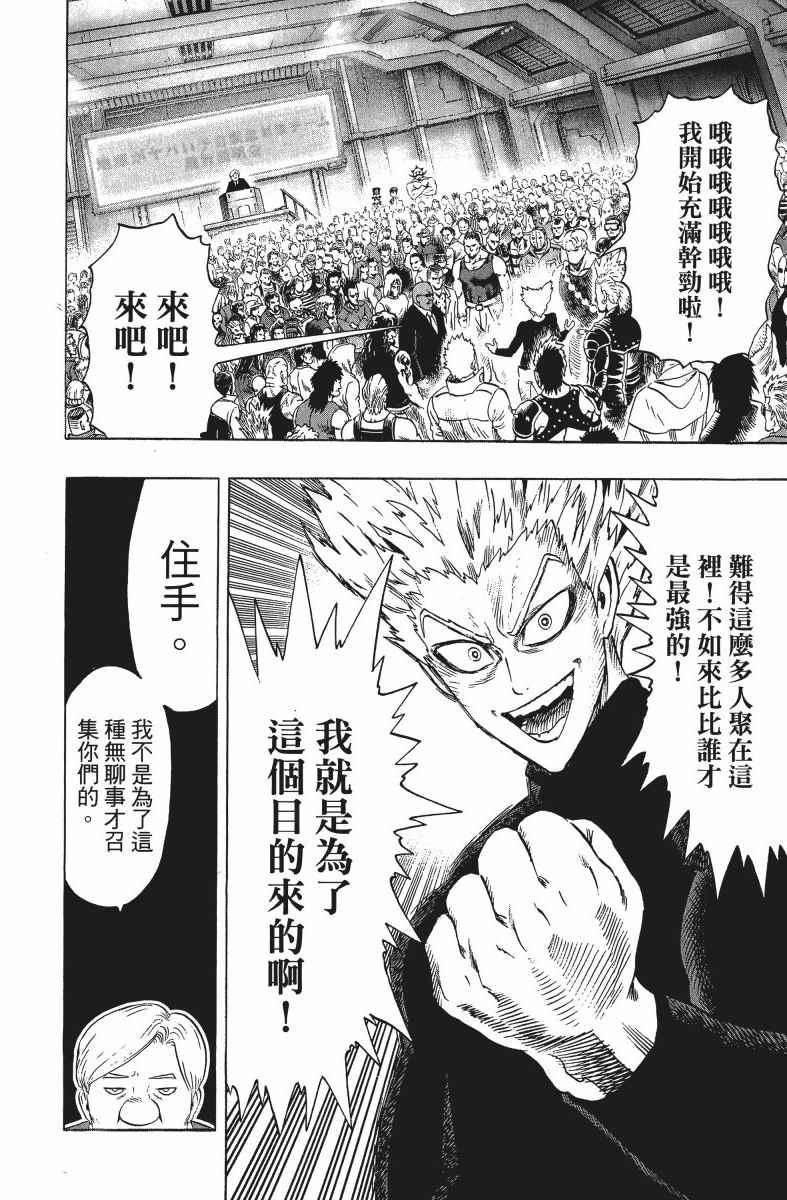 哦哦哦哦哦哦哦！
我開始充滿幹勁啦！
來吧！
來吧！
難得這麼多人聚在這
裡！不如來比比誰才
是最強的！
我就是為了
這個目的來的啊！
住手。
我不是為了這
種無聊事才召
集你們的。